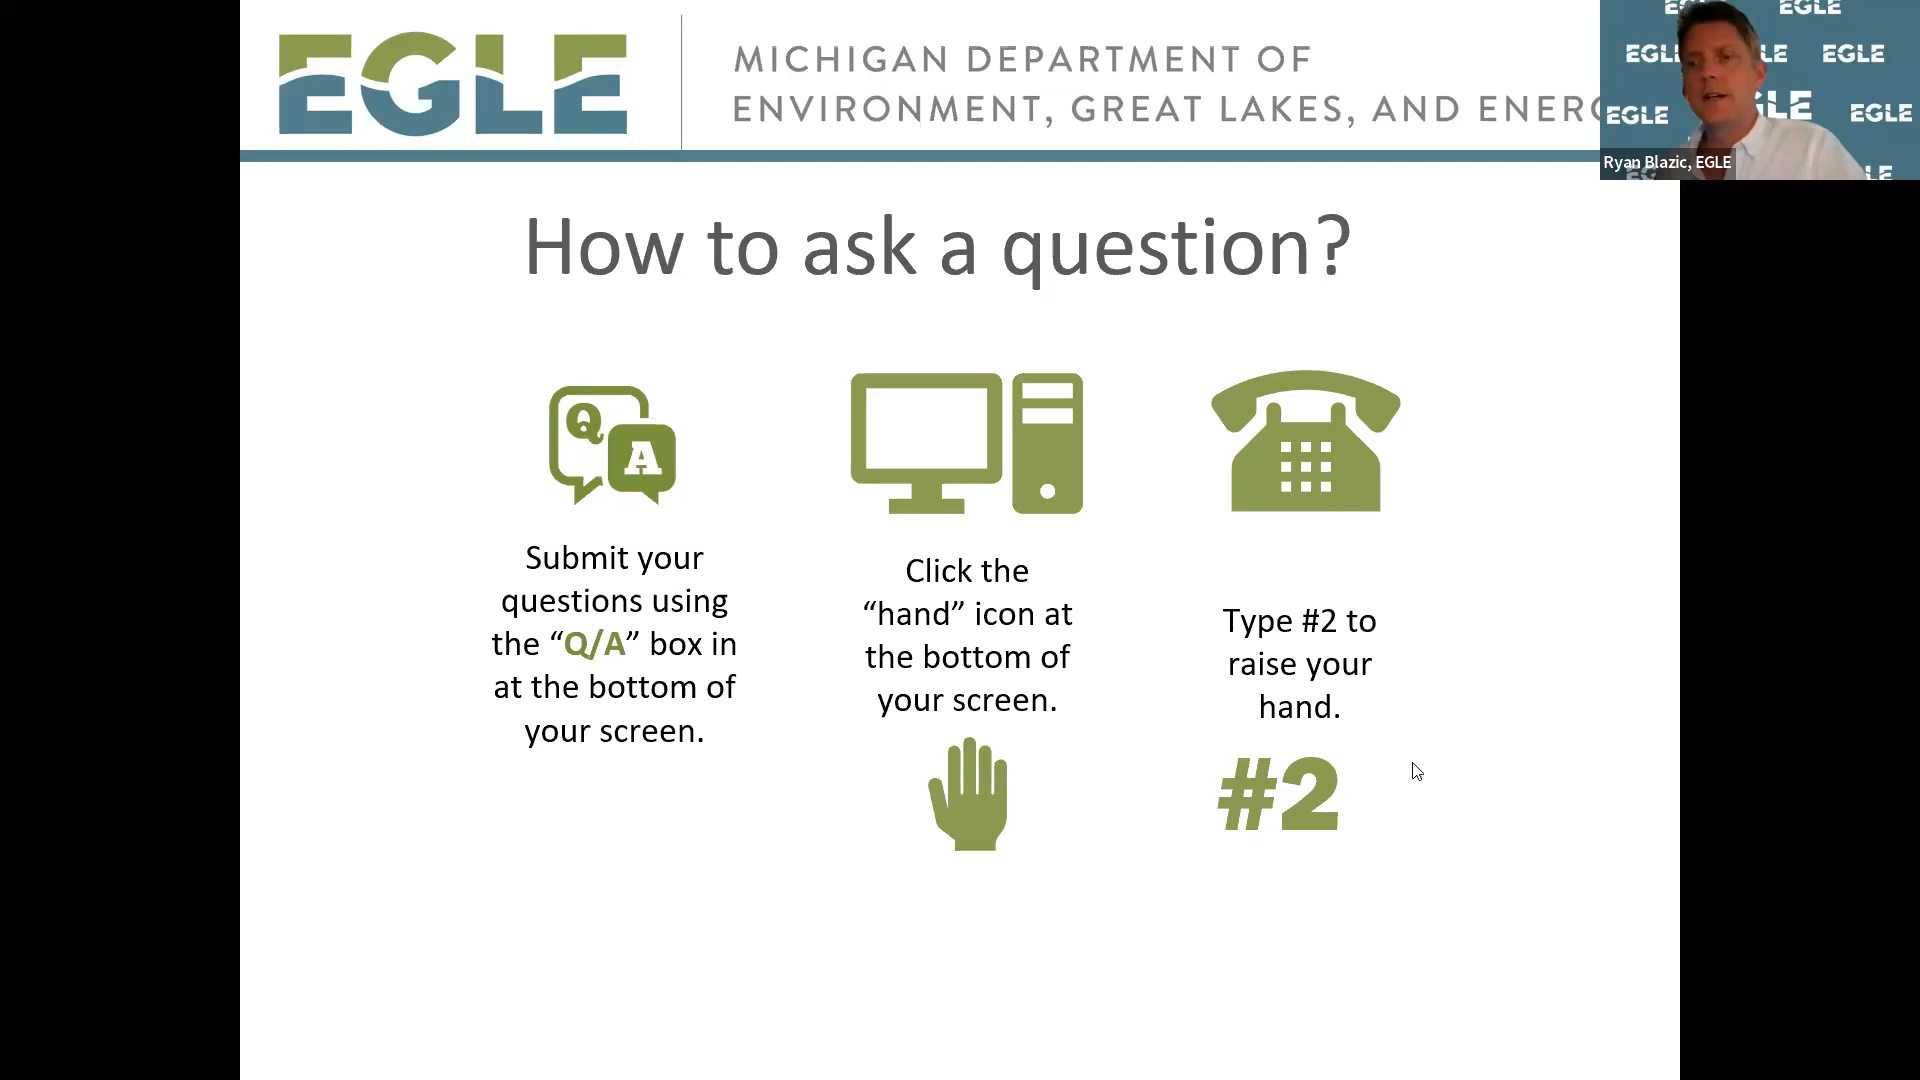 EGLE
MICHIGAN DEPARTMENT OF
ENVIRONMENT, GREAT LAKES, AND ENERG
EGLE
EGLE
EGLE
EGLE
EGLE
Ryan Blazic, EGLE
How to ask a question?
Q
A
Submit your
questions using
the “Q/A” box in
at the bottom of
your screen.
Click the
“hand” icon at
the bottom of
your screen.
Type #2 to
raise your
hand.
#2